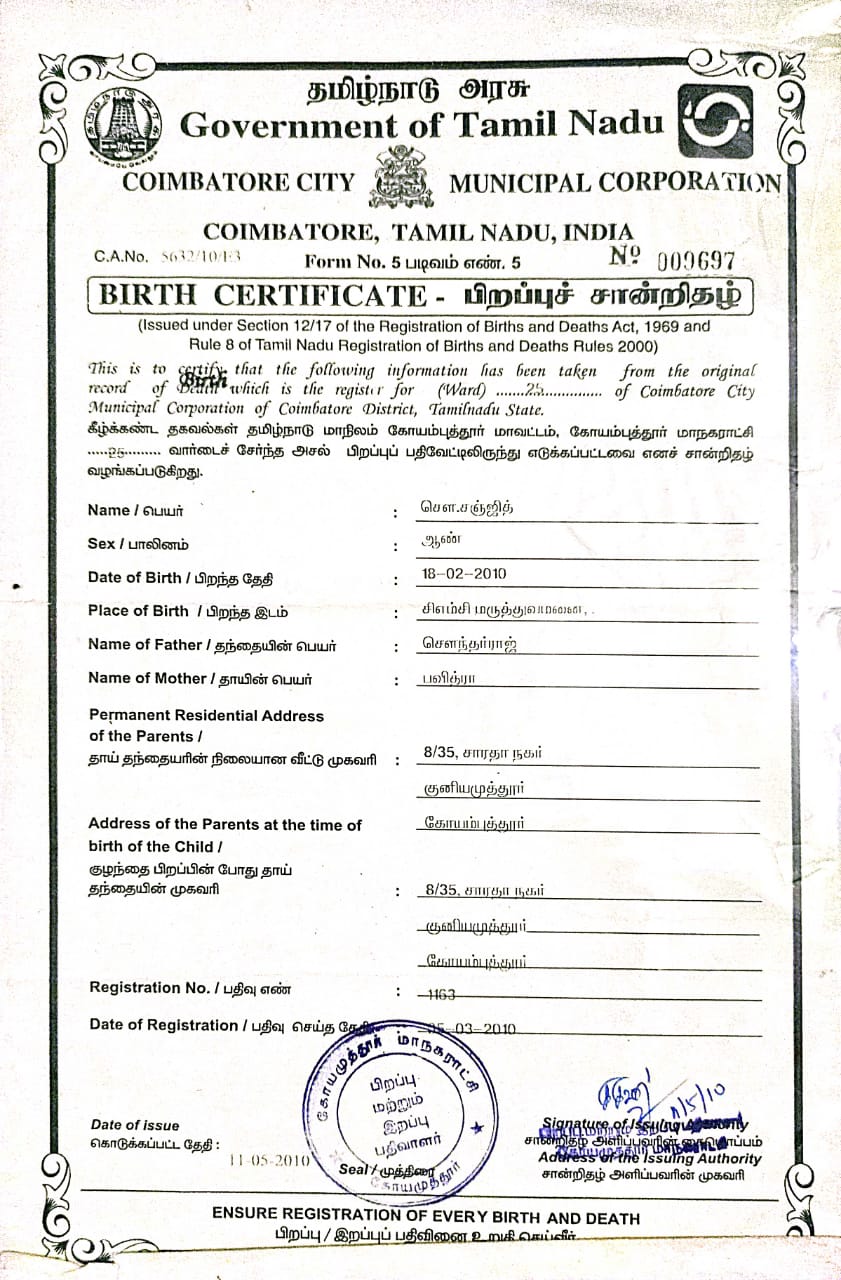 தமிழ்நாடு அரசு
Government of Tamil Nadu
COIMBATORE CITY MUNICIPAL CORPORATION
COIMBATORE, TAMIL NADU, INDIA
C.A.No. 5632/10/E3 Form No. 5 படிவம் எண். 5 Nº 009697
BIRTH CERTIFICATE - பிறப்புச் சான்றிதழ்
(Issued under Section 12/17 of the Registration of Births and Deaths Act, 1969 and
Rule 8 of Tamil Nadu Registration of Births and Deaths Rules 2000)
This is to certify that the following information has been taken from the original
record of Birth which is the register for (Ward) .......25............... of Coimbatore City
Municipal Corporation of Coimbatore District, Tamilnadu State.
கீழ்க்கண்ட தகவல்கள் தமிழ்நாடு மாநிலம் கோயம்புத்தூர் மாவட்டம், கோயம்புத்தூர் மாநகராட்சி
.....25.......... வார்டைச் சேர்ந்த அசல் பிறப்புப் பதிவேட்டிலிருந்து எடுக்கப்பட்டவை எனச் சான்றிதழ்
வழங்கப்படுகிறது.
Name / பெயர் : சௌ.சஞ்ஜித்
Sex / பாலினம் : ஆண்
Date of Birth / பிறந்த தேதி : 18-02-2010
Place of Birth / பிறந்த இடம் : சிஎம்சி மருத்துவமனை,
Name of Father / தந்தையின் பெயர் : சௌந்தர்ராஜ்
Name of Mother / தாயின் பெயர் : பவித்ரா
Permanent Residential Address
of the Parents /
தாய் தந்தையரின் நிலையான வீட்டு முகவரி : 8/35, சாரதா நகர்
குனியமுத்தூர்
Address of the Parents at the time of கோயம்புத்தூர்
birth of the Child /
குழந்தை பிறப்பின் போது தாய்
தந்தையின் முகவரி : 8/35, சாரதா நகர்
குனியமுத்தூர்
கோயம்புத்தூர்
Registration No. / பதிவு எண் : 1163
Date of Registration / பதிவு செய்த தேதி 05-03-2010
கோயமுத்தூர் மாநகராட்சி
பிறப்பு
மற்றும்
இறப்பு
பதிவாளர்
கோயமுத்தூர்
11/5/10
Date of issue Signature of Issuing Authority
கொடுக்கப்பட்ட தேதி : சான்றிதழ் அளிப்பவரின் கையொப்பம்
11-05-2010 Seal / முத்திரை Address of the Issuing Authority
சான்றிதழ் அளிப்பவரின் முகவரி
ENSURE REGISTRATION OF EVERY BIRTH AND DEATH
பிறப்பு / இறப்புப் பதிவினை உறுதி செய்வீர்